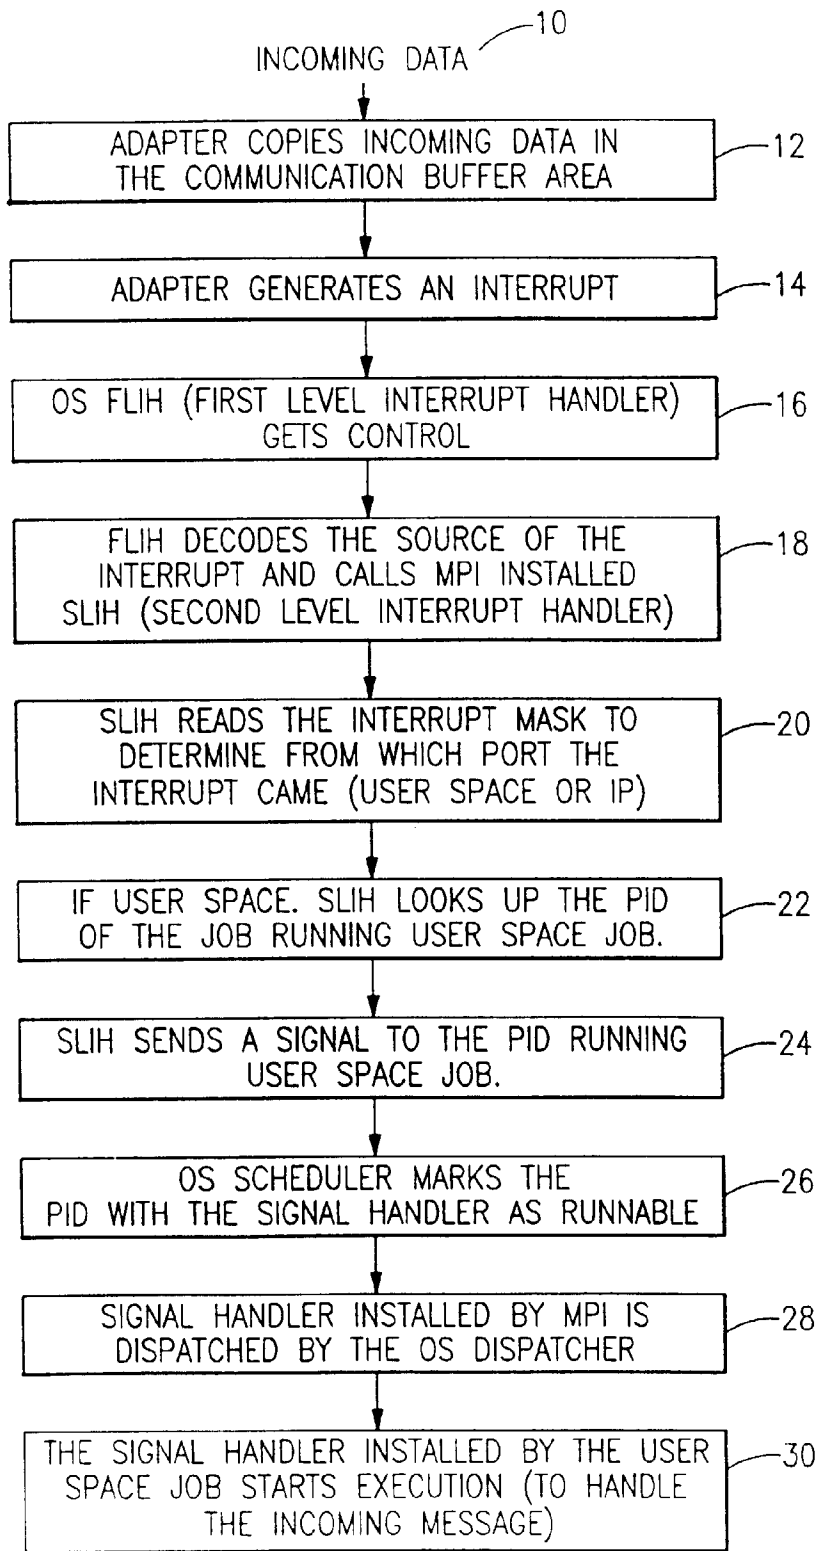 10
INCOMING DATA
ADAPTER COPIES INCOMING DATA IN
THE COMMUNICATION BUFFER AREA
12
ADAPTER GENERATES AN INTERRUPT
14
OS FLIH (FIRST LEVEL INTERRUPT HANDLER)
GETS CONTROL
16
FLIH DECODES THE SOURCE OF THE
INTERRUPT AND CALLS MPI INSTALLED
SLIH (SECOND LEVEL INTERRUPT HANDLER)
18
SLIH READS THE INTERRUPT MASK TO
DETERMINE FROM WHICH PORT THE
INTERRUPT CAME (USER SPACE OR IP)
20
IF USER SPACE. SLIH LOOKS UP THE PID
OF THE JOB RUNNING USER SPACE JOB.
22
SLIH SENDS A SIGNAL TO THE PID RUNNING
USER SPACE JOB.
24
OS SCHEDULER MARKS THE
PID WITH THE SIGNAL HANDLER AS RUNNABLE
26
SIGNAL HANDLER INSTALLED BY MPI IS
DISPATCHED BY THE OS DISPATCHER
28
THE SIGNAL HANDLER INSTALLED BY THE USER
SPACE JOB STARTS EXECUTION (TO HANDLE
THE INCOMING MESSAGE)
30